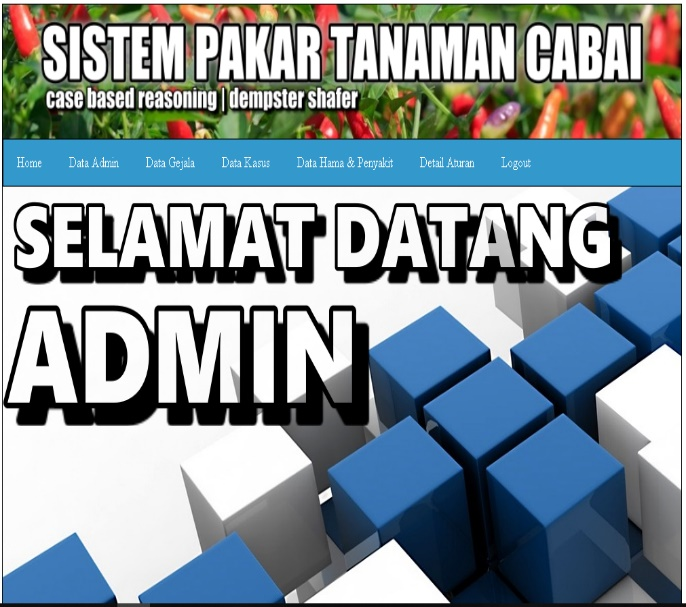 SISTEM PAKAR TANAMAN CABAI
case based reasoning | dempster shafer
Home Data Admin Data Gejala Data Kasus Data Hama & Penyakit Detail Aturan Logout
SELAMAT DATANG
ADMIN